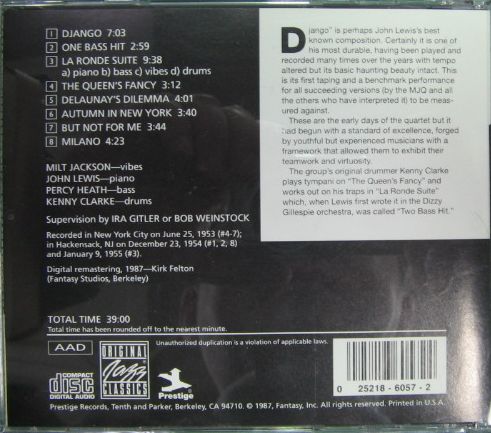 1 DJANGO 7:03
2 ONE BASS HIT 2:59
3 LA RONDE SUITE 9:38
a) piano b) bass c) vibes d) drums
4 THE QUEEN'S FANCY 3:12
5 DELAUNAY'S DILEMMA 4:01
6 AUTUMN IN NEW YORK 3:40
7 BUT NOT FOR ME 3:44
8 MILANO 4:23
MILT JACKSON—vibes
JOHN LEWIS—piano
PERCY HEATH—bass
KENNY CLARKE—drums
Supervision by IRA GITLER or BOB WEINSTOCK
Recorded in New York City on June 25, 1953 (#4-7);
in Hackensack, NJ on December 23, 1954 (#1, 2, 8)
and January 9, 1955 (#3).
Digital remastering, 1987—Kirk Felton
(Fantasy Studios, Berkeley)
Django" is perhaps John Lewis's best
known composition. Certainly it is one of
his most durable, having been played and
recorded many times over the years with tempo
altered but its basic haunting beauty intact. This
is its first taping and a benchmark performance
for all succeeding versions (by the MJQ and all
the others who have interpreted it) to be meas-
ured against.
These are the early days of the quartet but it
had begun with a standard of excellence, forged
by youthful but experienced musicians with a
framework that allowed them to exhibit their
teamwork and virtuosity.
The group's original drummer Kenny Clarke
plays tympani on "The Queen's Fancy" and
works out on his traps in "La Ronde Suite"
which, when Lewis first wrote it in the Dizzy
Gillespie orchestra, was called "Two Bass Hit."
TOTAL TIME 39:00
Total time has been rounded off to the nearest minute.
AAD
Unauthorized duplication is a violation of applicable laws.
ORIGINAL
Jazz
CLASSICS
COMPACT
disc
DIGITAL AUDIO
Prestige
0 25218-6057-2
Prestige Records, Tenth and Parker, Berkeley, CA 94710. © 1987, Fantasy, Inc. All rights reserved. Printed in U.S.A.